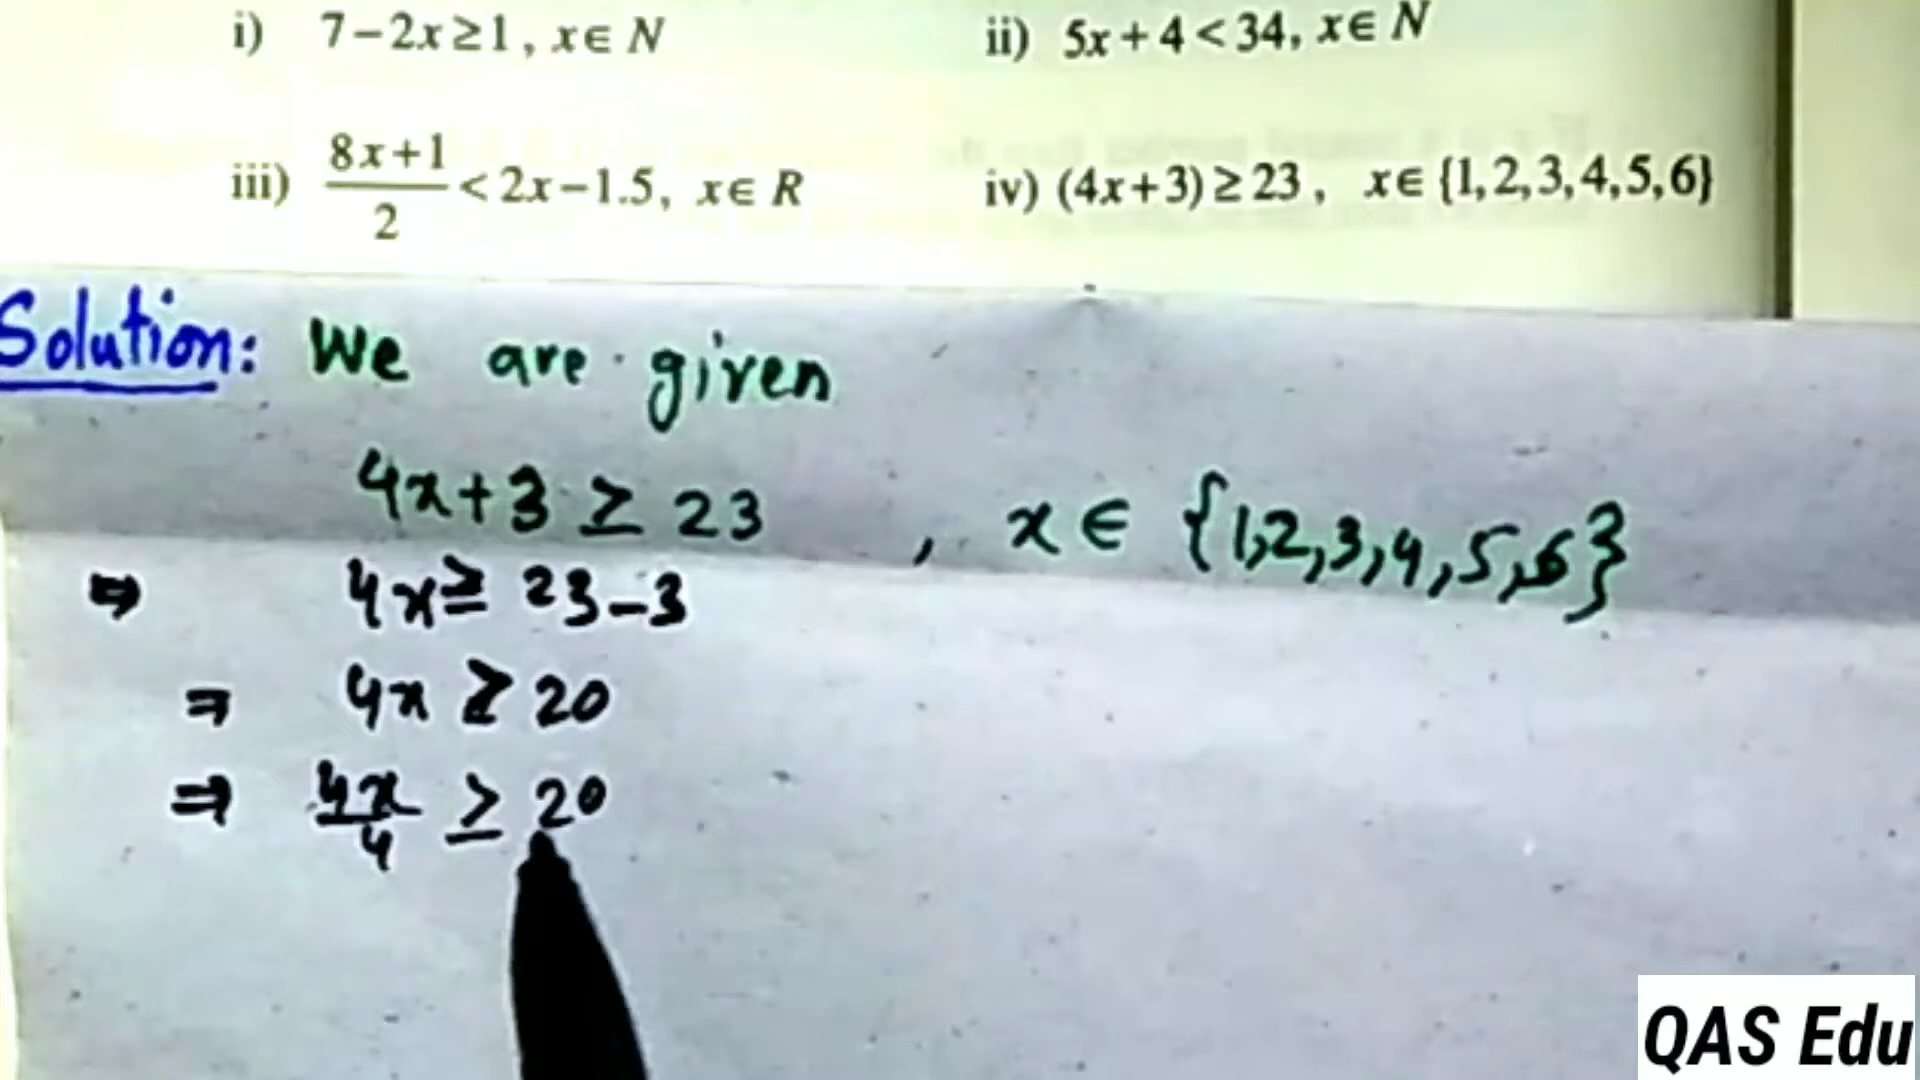 i) 7-2x≥1, x∈ N
ii) 5x+4<34, x∈ N
iii) \frac{8x+1}{2} <2x-1.5, x∈ R
iv) (4x+3)≥23, x∈ {1,2,3,4,5,6}
Solution: We are given
4x+3 ≥ 23 , x ∈ {1,2,3,4,5,6}
⇒ 4x ≥ 23-3
= 4x ≥ 20
⇒ \frac{4x}{4} ≥ 20
QAS Edu